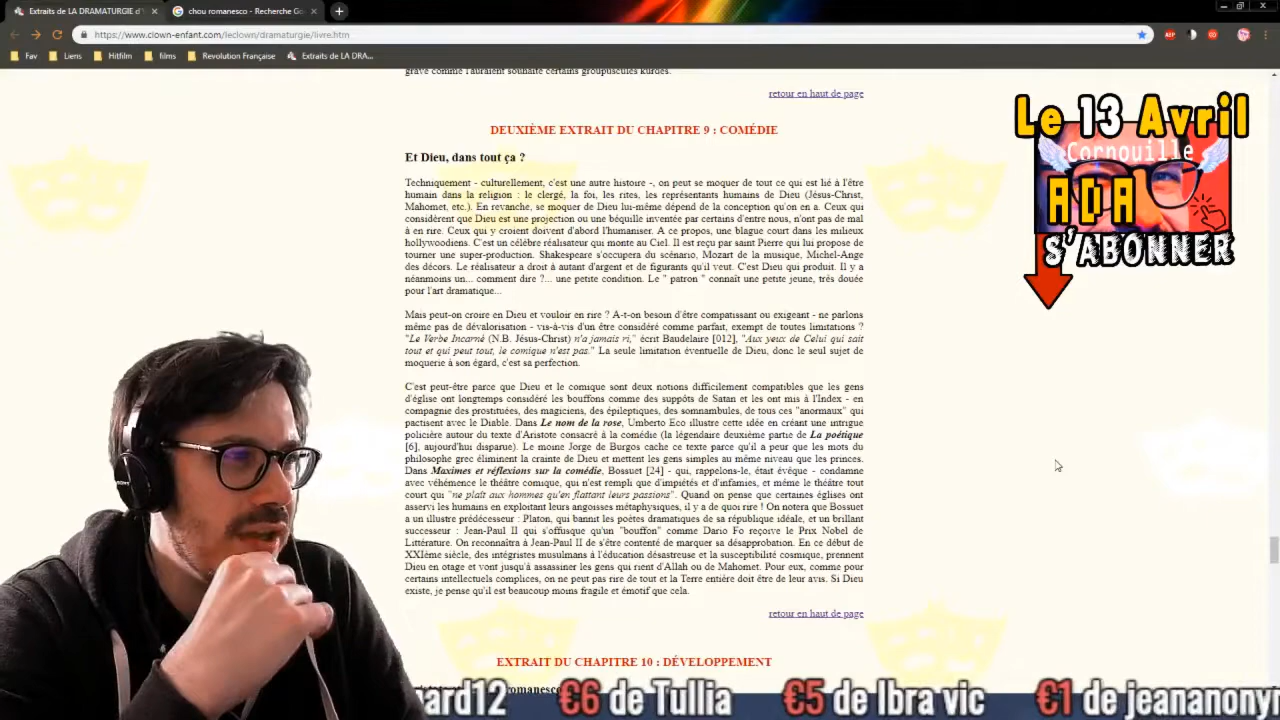 Extraits de LA DRAMATURGIE d'
chou romanesco - Recherche Go
https://www.clown-enfant.com/leclown/dramaturgie/livre.htm
Fav
Liens
Hitfilm
films
Revolution Française
Extraits de LA DRA...
grave comme l'auraient souhaité certains groupuscules kurdes.
retour en haut de page
DEUXIÈME EXTRAIT DU CHAPITRE 9 : COMÉDIE
Et Dieu, dans tout ça ?
Techniquement - culturellement, c'est une autre histoire -, on peut se moquer de tout ce qui est lié à l'être
humain dans la religion : le clergé, la foi, les rites, les représentants humains de Dieu (Jésus-Christ,
Mahomet, etc.). En revanche, se moquer de Dieu lui-même dépend de la conception qu'on en a. Ceux qui
considèrent que Dieu est une projection ou une béquille inventée par certains d'entre nous, n'ont pas de mal
à en rire. Ceux qui y croient doivent d'abord l'humaniser. A ce propos, une blague court dans les milieux
hollywoodiens. C'est un célèbre réalisateur qui monte au Ciel. Il est reçu par saint Pierre qui lui propose de
tourner une super-production. Shakespeare s'occupera du scénario, Mozart de la musique, Michel-Ange
des décors. Le réalisateur a droit à autant d'argent et de figurants qu'il veut. C'est Dieu qui produit. Il y a
néanmoins un... comment dire ?... une petite condition. Le " patron " connaît une petite jeune, très douée
pour l'art dramatique...
Mais peut-on croire en Dieu et vouloir en rire ? A-t-on besoin d'être compatissant ou exigeant - ne parlons
même pas de dévalorisation - vis-à-vis d'un être considéré comme parfait, exempt de toutes limitations ?
"Le Verbe Incarné (N.B. Jésus-Christ) n'a jamais ri," écrit Baudelaire [012], "Aux yeux de Celui qui sait
tout et qui peut tout, le comique n'est pas." La seule limitation éventuelle de Dieu, donc le seul sujet de
moquerie à son égard, c'est sa perfection.
C'est peut-être parce que Dieu et le comique sont deux notions difficilement compatibles que les gens
d'église ont longtemps considéré les bouffons comme des suppôts de Satan et les ont mis à l'Index - en
compagnie des prostituées, des magiciens, des épileptiques, des somnambules, de tous ces "anormaux" qui
pactisent avec le Diable. Dans Le nom de la rose, Umberto Eco illustre cette idée en créant une intrigue
policière autour du texte d'Aristote consacré à la comédie (la légendaire deuxième partie de La poétique
[6], aujourd'hui disparue). Le moine Jorge de Burgos cache ce texte parce qu'il a peur que les mots du
philosophe grec éliminent la crainte de Dieu et mettent les gens simples au même niveau que les princes.
Dans Maximes et réflexions sur la comédie, Bossuet [24] - qui, rappelons-le, était évêque - condamne
avec véhémence le théâtre comique, qui n'est rempli que d'impiétés et d'infamies, et même le théâtre tout
court qui "ne plaît aux hommes qu'en flattant leurs passions". Quand on pense que certaines églises ont
asservi les humains en exploitant leurs angoisses métaphysiques, il y a de quoi rire ! On notera que Bossuet
a un illustre prédécesseur : Platon, qui bannit les poètes dramatiques de sa république idéale, et un brillant
successeur : Jean-Paul II qui s'offusque qu'un "bouffon" comme Dario Fo reçoive le Prix Nobel de
Littérature. On reconnaîtra à Jean-Paul II de s'être contenté de marquer sa désapprobation. En ce début de
XXIème siècle, des intégristes musulmans à l'éducation désastreuse et la susceptibilité cosmique, prennent
Dieu en otage et vont jusqu'à assassiner les gens qui rient d'Allah ou de Mahomet. Pour eux, comme pour
certains intellectuels complices, on ne peut pas rire de tout et la Terre entière doit être de leur avis. Si Dieu
existe, je pense qu'il est beaucoup moins fragile et émotif que cela.
retour en haut de page
EXTRAIT DU CHAPITRE 10 : DÉVELOPPEMENT
romanesco
Le 13 Avril
Cornouille
ADA
S'ABONNER
ard12 €6 de Tullia €5 de Ibra vic €1 de jeananony